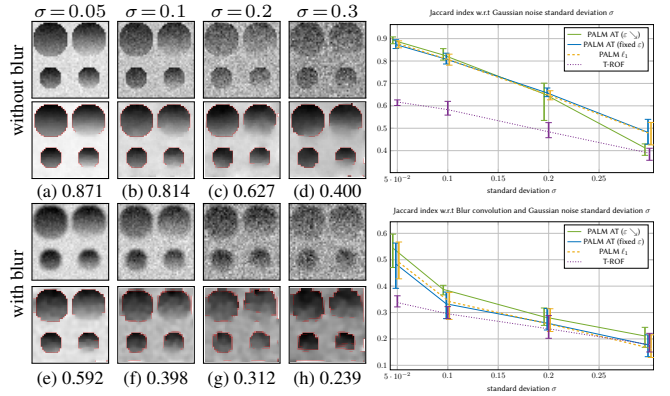 σ=0.05 σ=0.1 σ=0.2 σ=0.3
without blur
(a) 0.871 (b) 0.814 (c) 0.627 (d) 0.400
with blur
(e) 0.592 (f) 0.398 (g) 0.312 (h) 0.239
Jaccard index w.r.t Gaussian noise standard deviation σ
PALM AT (ε ↘)
PALM AT (fixed ε)
PALM ℓ₁
T-ROF
0.9
0.8
0.7
0.6
0.5
0.4
5·10⁻² 0.1 0.2 0.25
standard deviation σ
Jaccard index w.r.t Blur convolution and Gaussian noise standard deviation σ
PALM AT (ε ↘)
PALM AT (fixed ε)
PALM ℓ₁
T-ROF
0.6
0.5
0.4
0.3
0.2
0.1
5·10⁻² 0.1 0.2 0.25
standard deviation σ